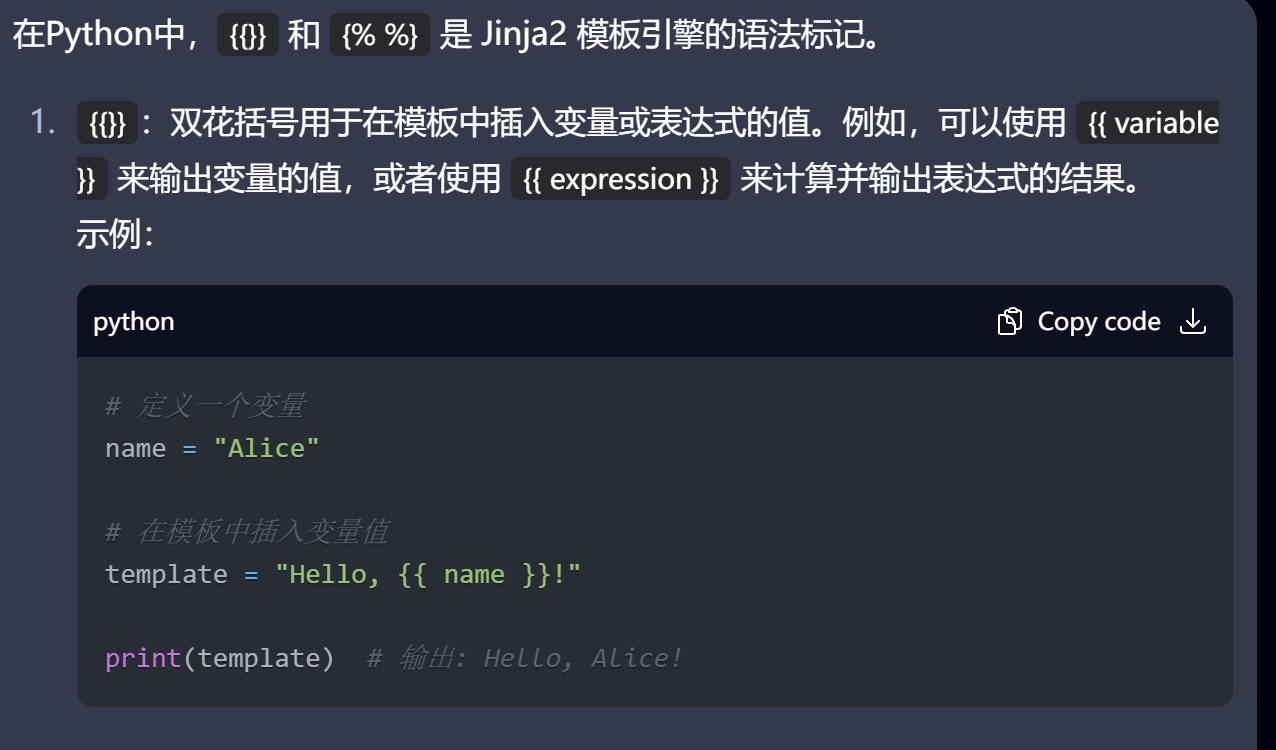 在Python中， {{}} 和 {% %} 是 Jinja2 模板引擎的语法标记。
1. {{}} ：双花括号用于在模板中插入变量或表达式的值。例如，可以使用 {{ variable
}} 来输出变量的值，或者使用 {{ expression }} 来计算并输出表达式的结果。
示例：
python Copy code
# 定义一个变量
name = "Alice"
# 在模板中插入变量值
template = "Hello, {{ name }}!"
print(template)  # 输出: Hello, Alice!